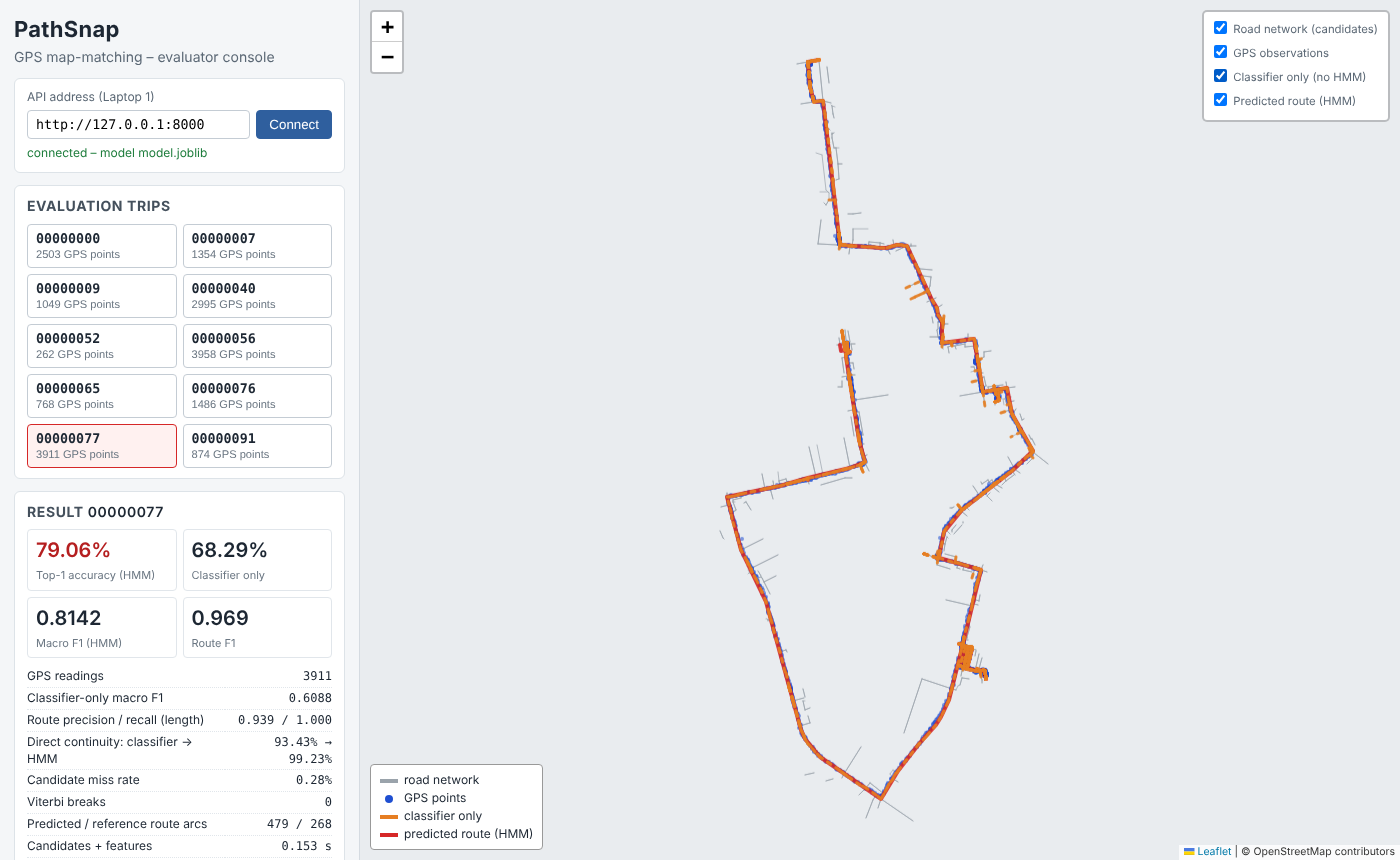 PathSnap
GPS map-matching – evaluator console
API address (Laptop 1)
http://127.0.0.1:8000
Connect
connected – model model.joblib
EVALUATION TRIPS
00000000
2503 GPS points
00000007
1354 GPS points
00000009
1049 GPS points
00000040
2995 GPS points
00000052
262 GPS points
00000056
3958 GPS points
00000065
768 GPS points
00000076
1486 GPS points
00000077
3911 GPS points
00000091
874 GPS points
RESULT 00000077
79.06%
Top-1 accuracy (HMM)
68.29%
Classifier only
0.8142
Macro F1 (HMM)
0.969
Route F1
GPS readings 3911
Classifier-only macro F1 0.6088
Route precision / recall (length) 0.939 / 1.000
Direct continuity: classifier → 93.43% →
HMM 99.23%
Candidate miss rate 0.28%
Viterbi breaks 0
Predicted / reference route arcs 479 / 268
Candidates + features 0.153 s
+
−
Road network (candidates)
GPS observations
Classifier only (no HMM)
Predicted route (HMM)
road network
GPS points
classifier only
predicted route (HMM)
Leaflet | © OpenStreetMap contributors